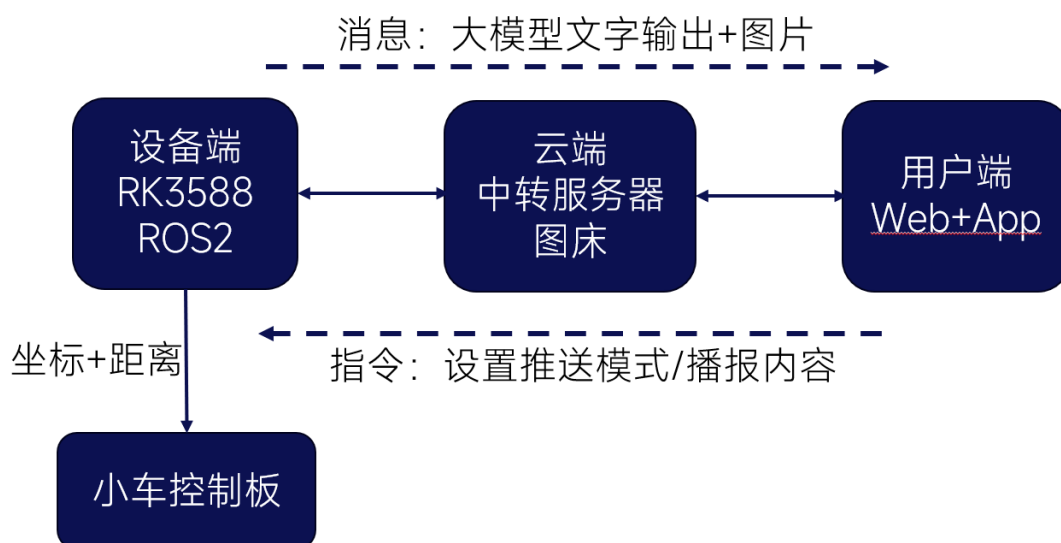 消息：大模型文字输出+图片
设备端
RK3588
ROS2
云端
中转服务器
图床
用户端
Web+App
坐标+距离
指令：设置推送模式/播报内容
小车控制板